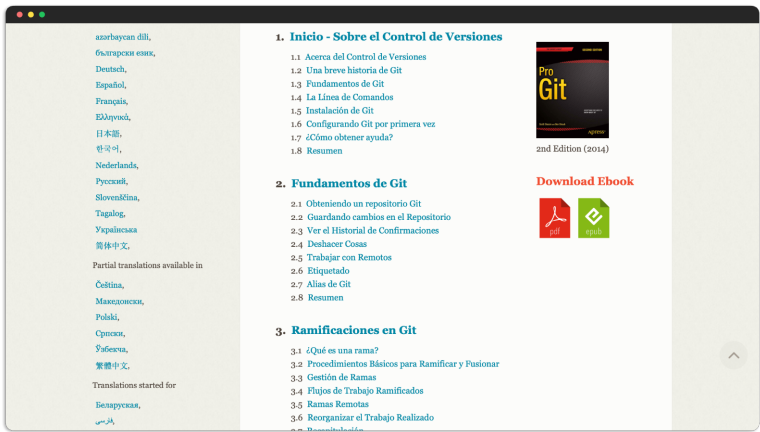 azərbaycan dili,
български език,
Deutsch,
Español,
Français,
Ελληνικά,
日本語,
한국어,
Nederlands,
Русский,
Slovenščina,
Tagalog,
Українська
简体中文,
Partial translations available in
Čeština,
Македонски,
Polski,
Српски,
Ўзбекча,
繁體中文,
Translations started for
Беларуская,
فارسی,
1. Inicio - Sobre el Control de Versiones
1.1 Acerca del Control de Versiones
1.2 Una breve historia de Git
1.3 Fundamentos de Git
1.4 La Línea de Comandos
1.5 Instalación de Git
1.6 Configurando Git por primera vez
1.7 ¿Cómo obtener ayuda?
1.8 Resumen
2. Fundamentos de Git
2.1 Obteniendo un repositorio Git
2.2 Guardando cambios en el Repositorio
2.3 Ver el Historial de Confirmaciones
2.4 Deshacer Cosas
2.5 Trabajar con Remotos
2.6 Etiquetado
2.7 Alias de Git
2.8 Resumen
3. Ramificaciones en Git
3.1 ¿Qué es una rama?
3.2 Procedimientos Básicos para Ramificar y Fusionar
3.3 Gestión de Ramas
3.4 Flujos de Trabajo Ramificados
3.5 Ramas Remotas
3.6 Reorganizar el Trabajo Realizado
Pro
Git
Apress
2nd Edition (2014)
Download Ebook
pdf
epub